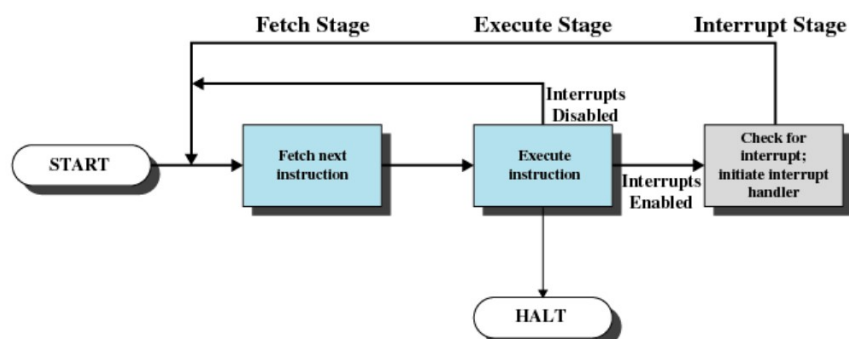 Fetch Stage
Execute Stage
Interrupt Stage
Interrupts
Disabled
START
Fetch next
instruction
Execute
instruction
Interrupts
Enabled
Check for
interrupt;
initiate interrupt
handler
HALT